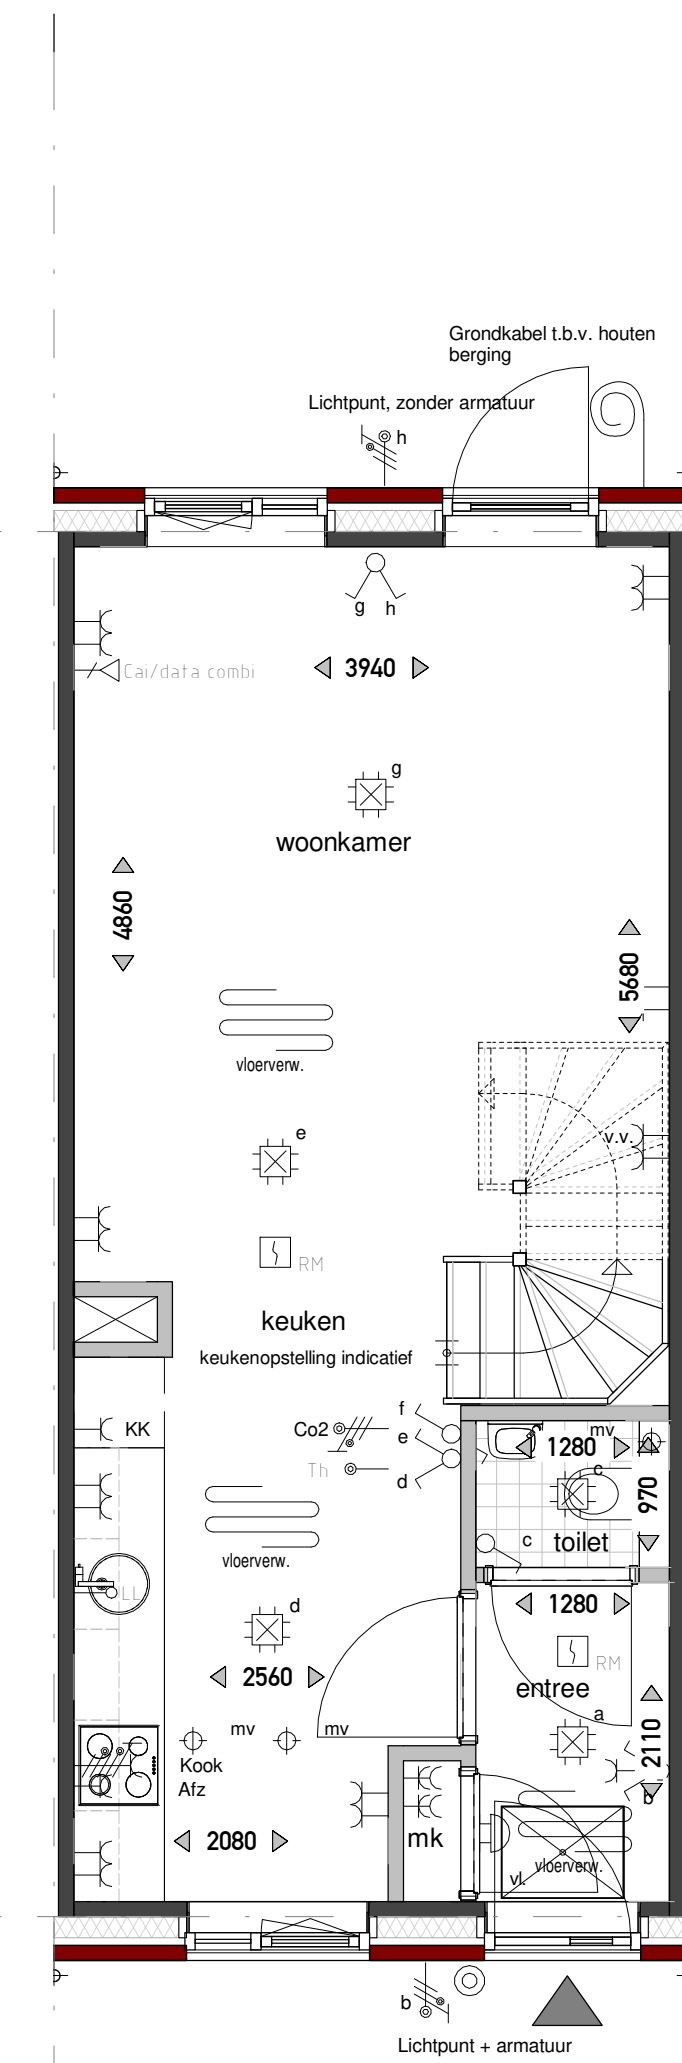 Grondkabel t.b.v. houten
berging
Lichtpunt, zonder armatuur
h
g h
Cai/data combi
3940
g
woonkamer
4860
5680
vloerverw.
e
v.v.
RM
keuken
keukenopstelling indicatief
f
KK
Co2
e
mv
1280
Th
d
c
970
c
toilet
vloerverw.
LL
1280
d
RM
2560
entree
a
mv
mv
2110
Kook
Afz
b
2080
mk
vloerverw.
vl.
b
Lichtpunt + armatuur